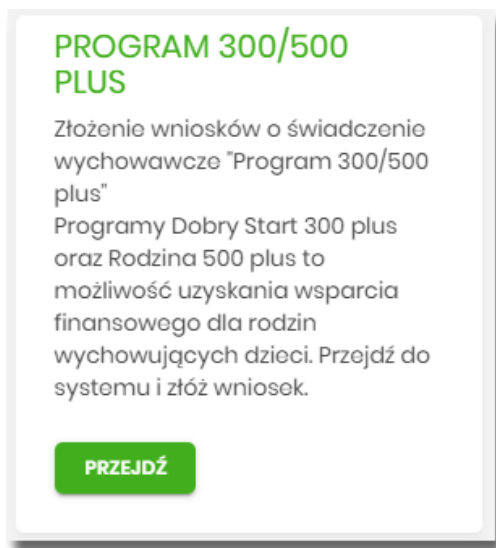 PROGRAM 300/500
PLUS
Złożenie wniosków o świadczenie
wychowawcze "Program 300/500
plus"
Programy Dobry Start 300 plus
oraz Rodzina 500 plus to
możliwość uzyskania wsparcia
finansowego dla rodzin
wychowujących dzieci. Przejdź do
systemu i złóż wniosek.
PRZEJDŹ